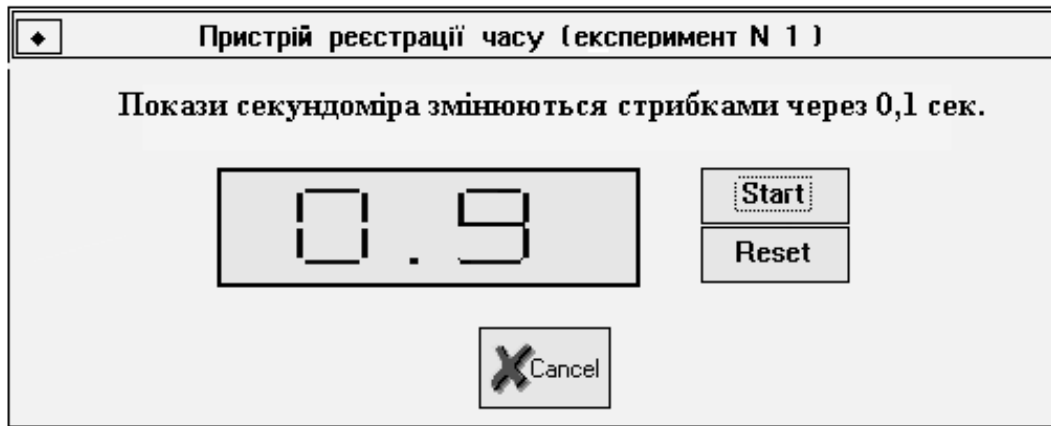 Пристрій реєстрації часу (експеримент N 1 )
Покази секундоміра змінюються стрибками через 0,1 сек.
0.9
Start
Reset
Cancel